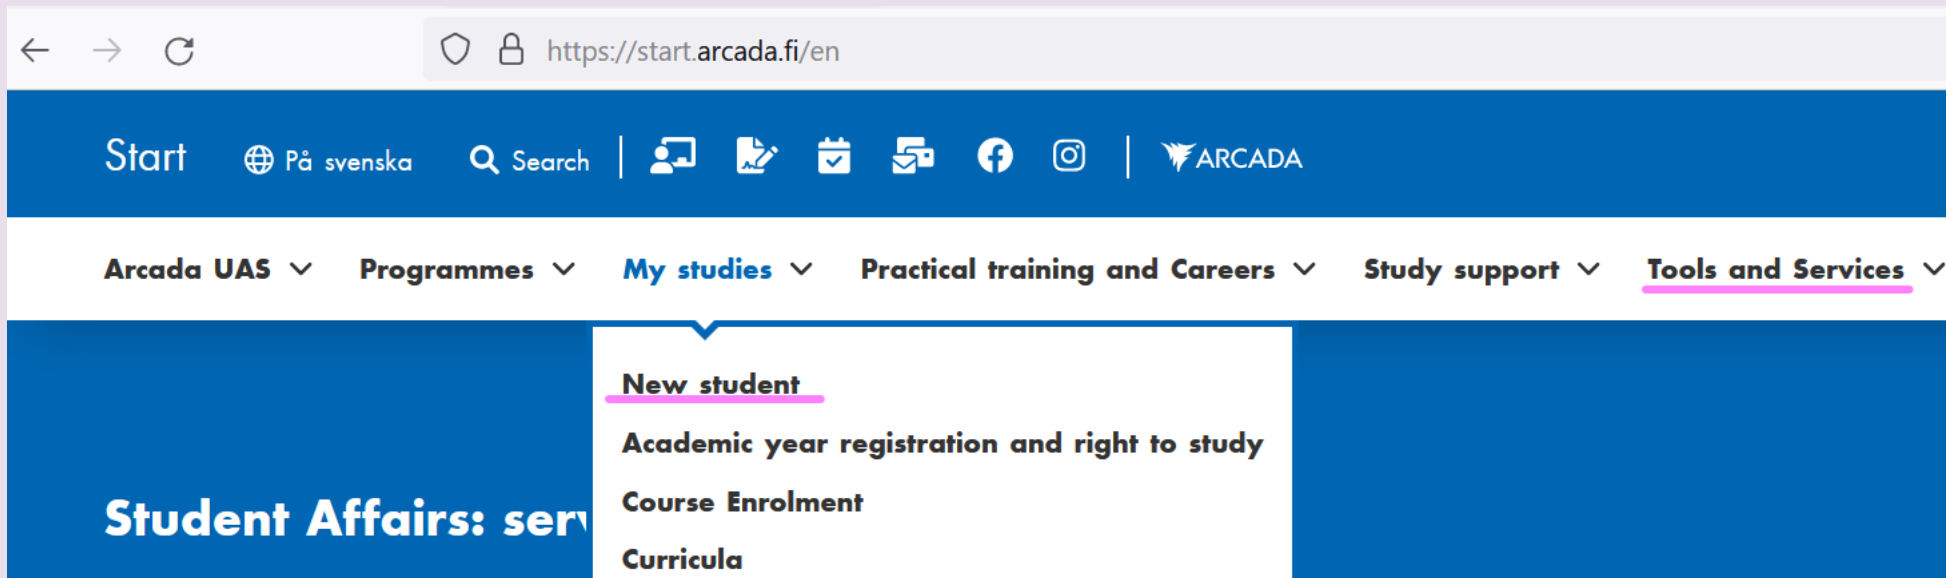 https://start.arcada.fi/en
Start På svenska Search ARCADA
Arcada UAS Programmes My studies Practical training and Careers Study support Tools and Services
New student
Academic year registration and right to study
Course Enrolment
Student Affairs:
Curricula